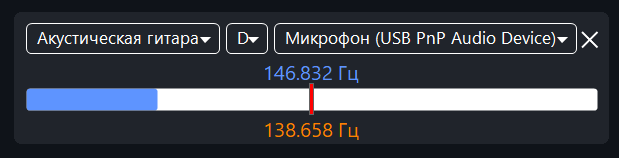 Акустическая гитара D Микрофон (USB PnP Audio Device)
146.832 Гц
138.658 Гц